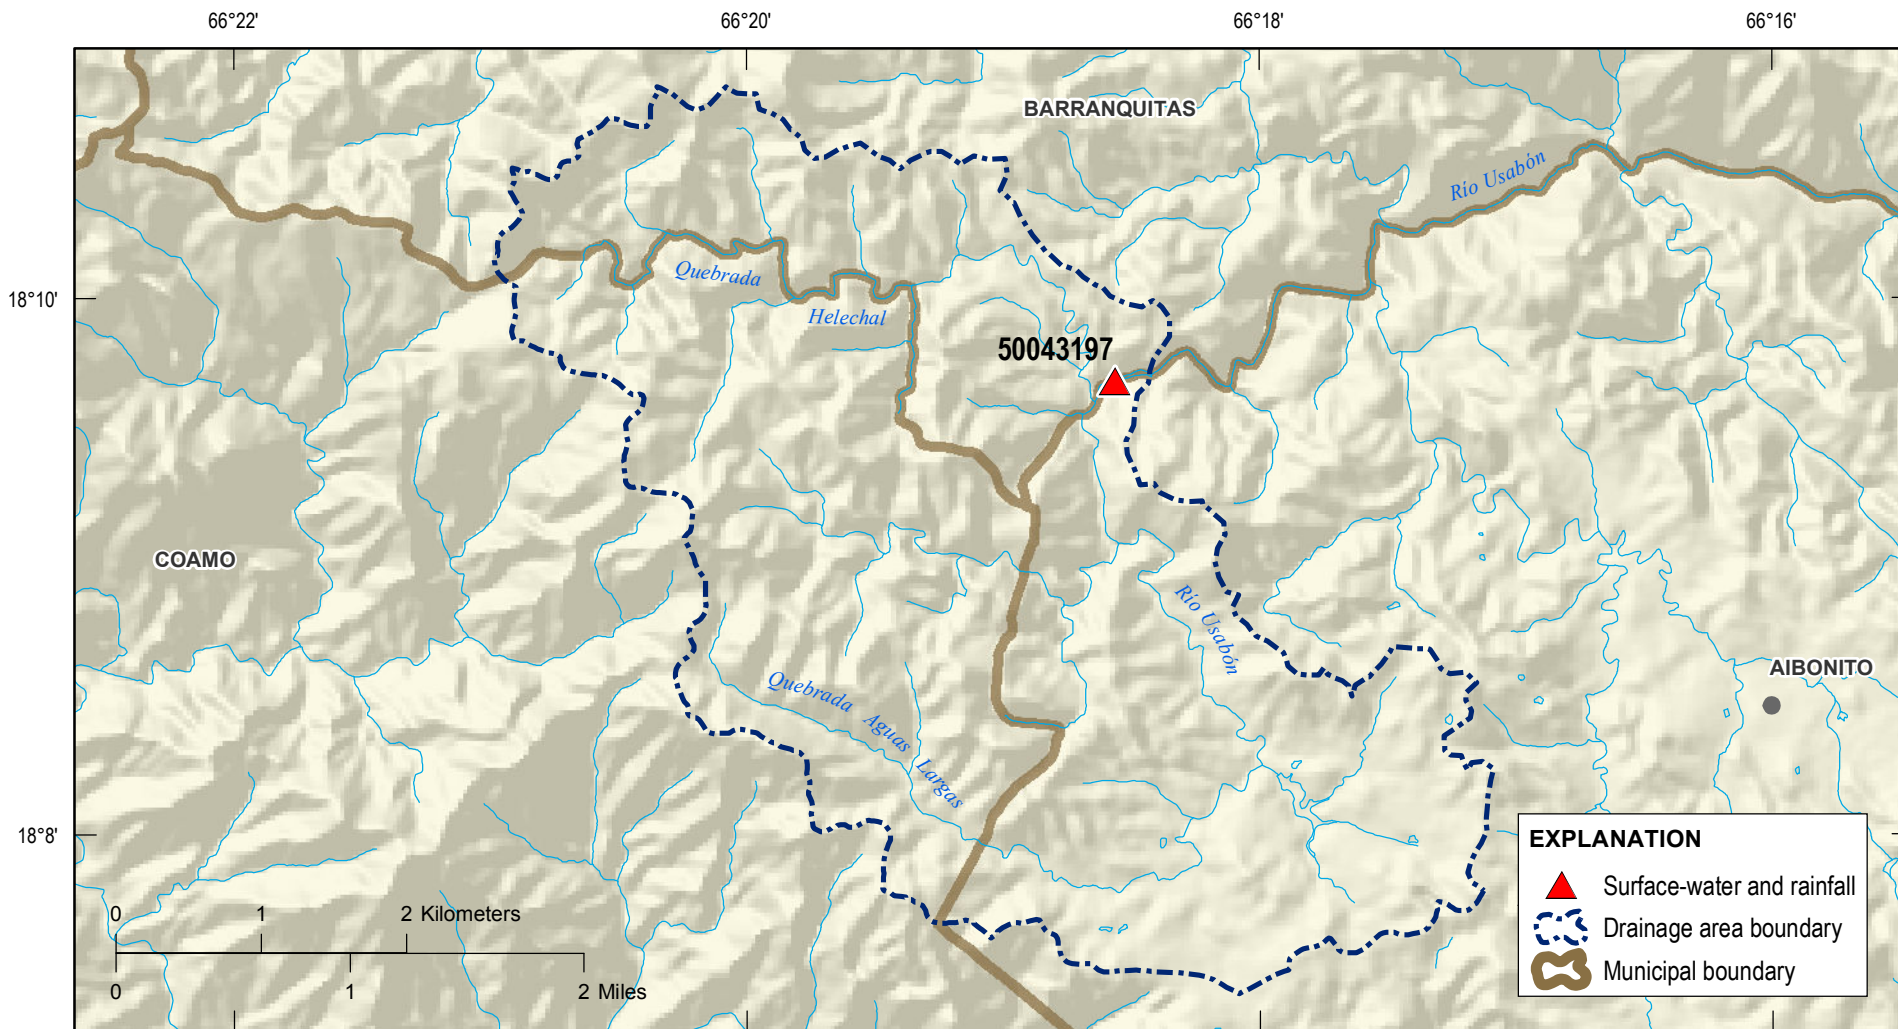 66°22'
66°20'
66°18'
66°16'
BARRANQUITAS
Río Usabón
18°10'
Quebrada
Helechal
50043197
COAMO
Río Usabón
AIBONITO
Quebrada Aguas Largas
18°8'
EXPLANATION
Surface-water and rainfall
Drainage area boundary
Municipal boundary
0 1 2 Kilometers
0 1 2 Miles